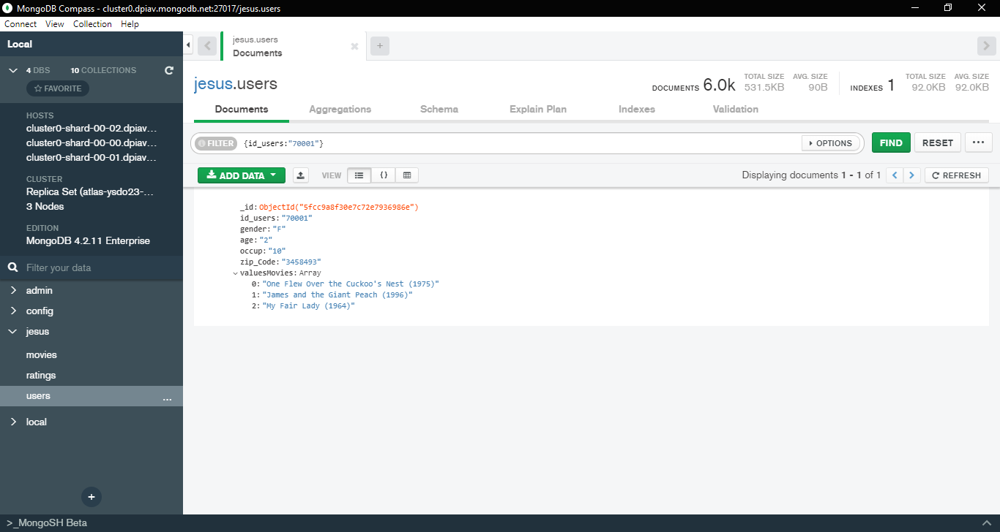 MongoDB Compass - cluster0.dpiav.mongodb.net:27017/jesus.users
Connect View Collection Help
Local
4 DBS 10 COLLECTIONS
FAVORITE
HOSTS
cluster0-shard-00-02.dpiav...
cluster0-shard-00-00.dpiav...
cluster0-shard-00-01.dpiav...
CLUSTER
Replica Set (atlas-ysdo23-...
3 Nodes
EDITION
MongoDB 4.2.11 Enterprise
Filter your data
admin
config
jesus
movies
ratings
users ...
local
+
>_MongoSH Beta
jesus.users
Documents
+
jesus.users
DOCUMENTS 6.0k TOTAL SIZE 531.5KB AVG. SIZE 90B INDEXES 1 TOTAL SIZE 92.0KB AVG. SIZE 92.0KB
Documents Aggregations Schema Explain Plan Indexes Validation
FILTER {id_users:"70001"} OPTIONS FIND RESET ...
ADD DATA VIEW {} Displaying documents 1 - 1 of 1 < > REFRESH
_id: ObjectId("5fcc9a8f30e7c72e7936986e")
id_users: "70001"
gender: "F"
age: "2"
occup: "10"
zip_Code: "3458493"
valuesMovies: Array
0: "One Flew Over the Cuckoo's Nest (1975)"
1: "James and the Giant Peach (1996)"
2: "My Fair Lady (1964)"